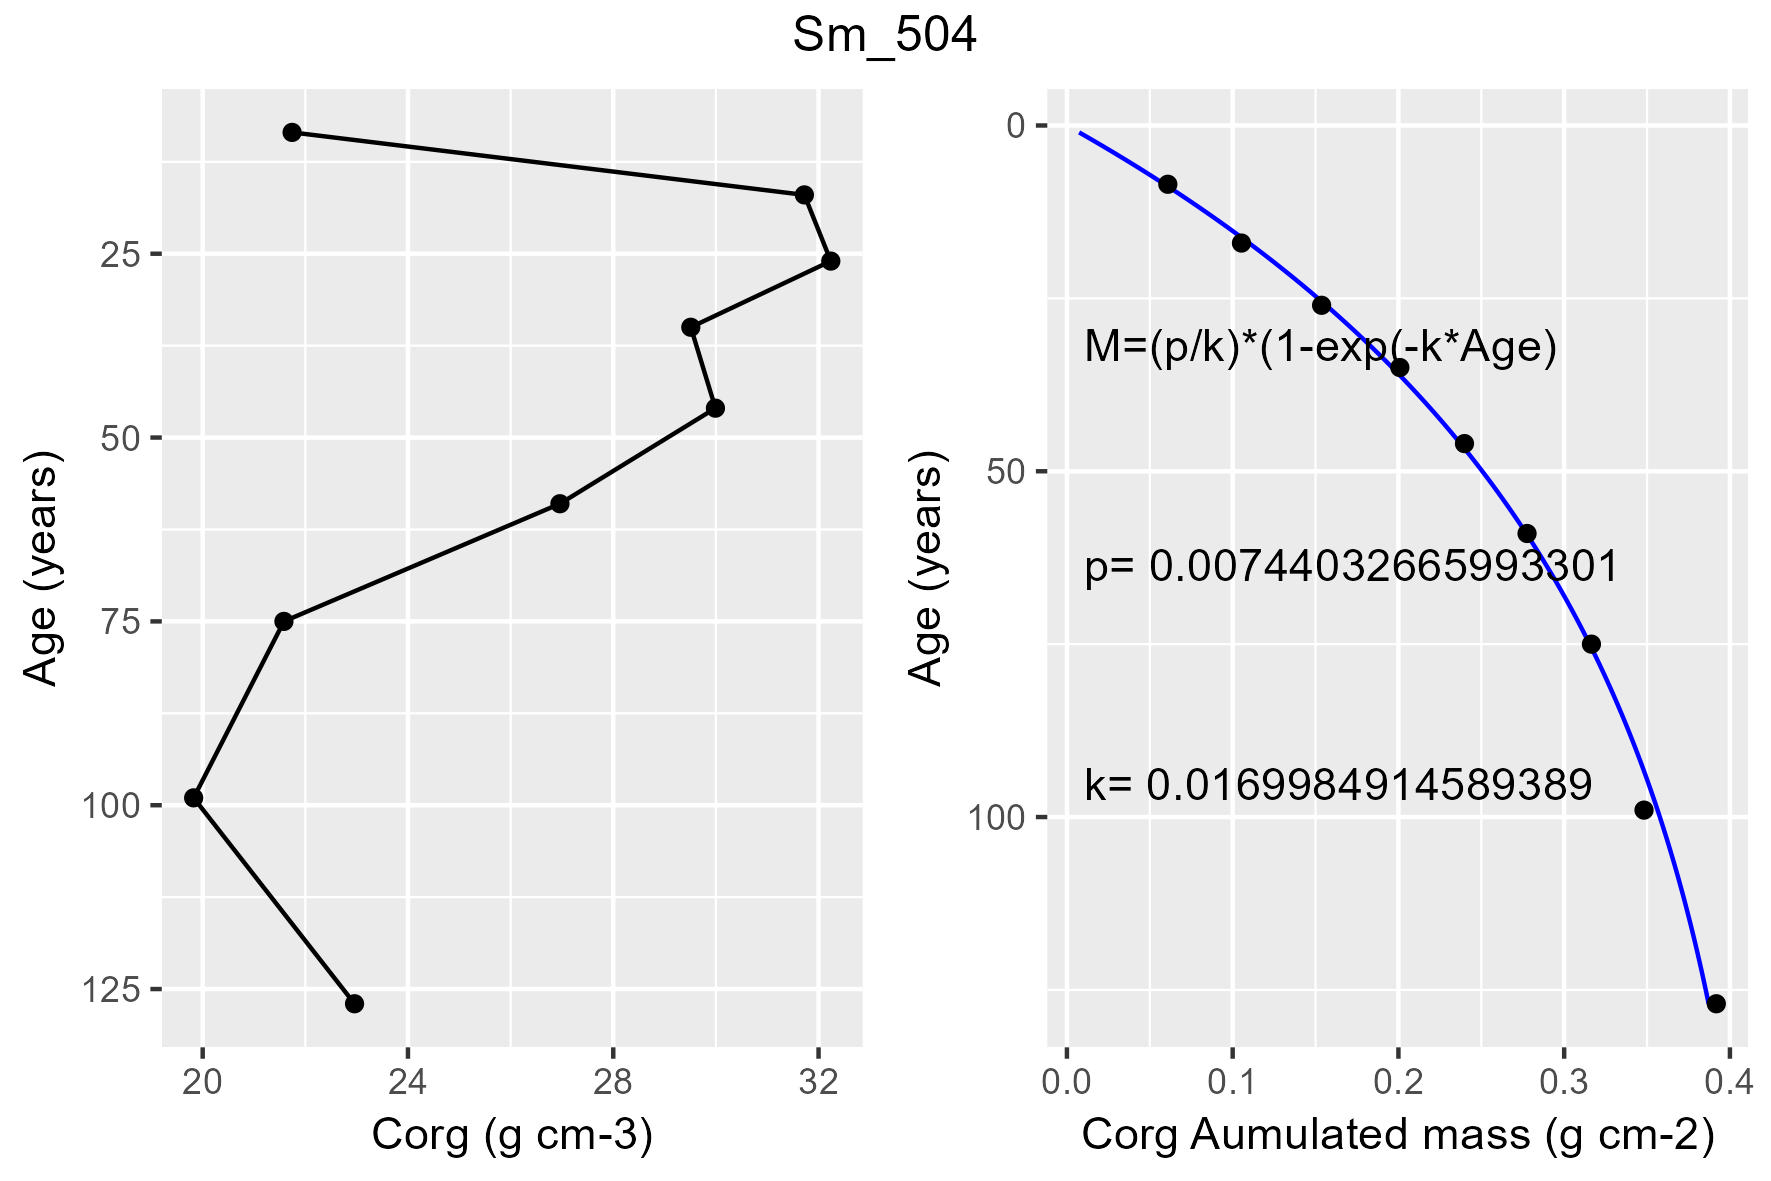 Sm_504
Age (years)
25
50
75
100
125
20 24 28 32
Corg (g cm-3)
Age (years)
0
50
100
M=(p/k)*(1-exp(-k*Age)
p= 0.00744032665993301
k= 0.0169984914589389
0.0 0.1 0.2 0.3 0.4
Corg Aumulated mass (g cm-2)